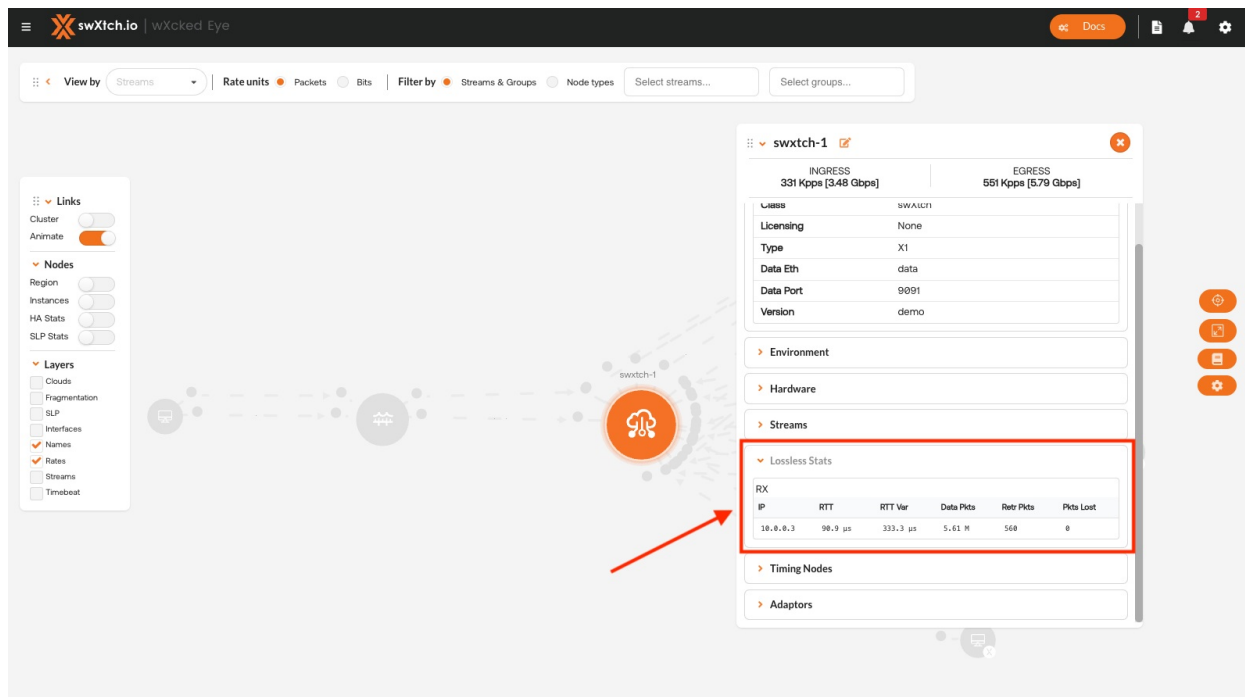 swXtch.io | wXcked Eye
Docs
2
View by Streams Rate units Packets Bits Filter by Streams & Groups Node types Select streams... Select groups...
Links
Cluster
Animate
Nodes
Region
Instances
HA Stats
SLP Stats
Layers
Clouds
Fragmentation
SLP
Interfaces
Names
Rates
Streams
Timebeat
swxtch-1
swxtch-1
INGRESS EGRESS
331 Kpps [3.48 Gbps] 551 Kpps [5.79 Gbps]
Class swXtch
Licensing None
Type X1
Data Eth data
Data Port 9091
Version demo
Environment
Hardware
Streams
Lossless Stats
RX
IP RTT RTT Var Data Pkts Retr Pkts Pkts Lost
10.0.0.3 90.9 µs 333.3 µs 5.61 M 560 0
Timing Nodes
Adaptors